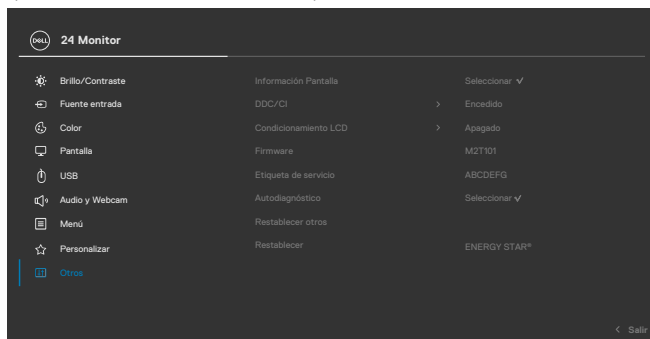 DELL 24 Monitor
Brillo/Contraste Información Pantalla Seleccionar ✓
Fuente entrada DDC/CI > Encedido
Color Condicionamiento LCD > Apagado
Pantalla Firmware M2T101
USB Etiqueta de servicio ABCDEFG
Audio y Webcam Autodiagnóstico Seleccionar ✓
Menú Restablecer otros
Personalizar Restablecer ENERGY STAR®
Otros
< Salir